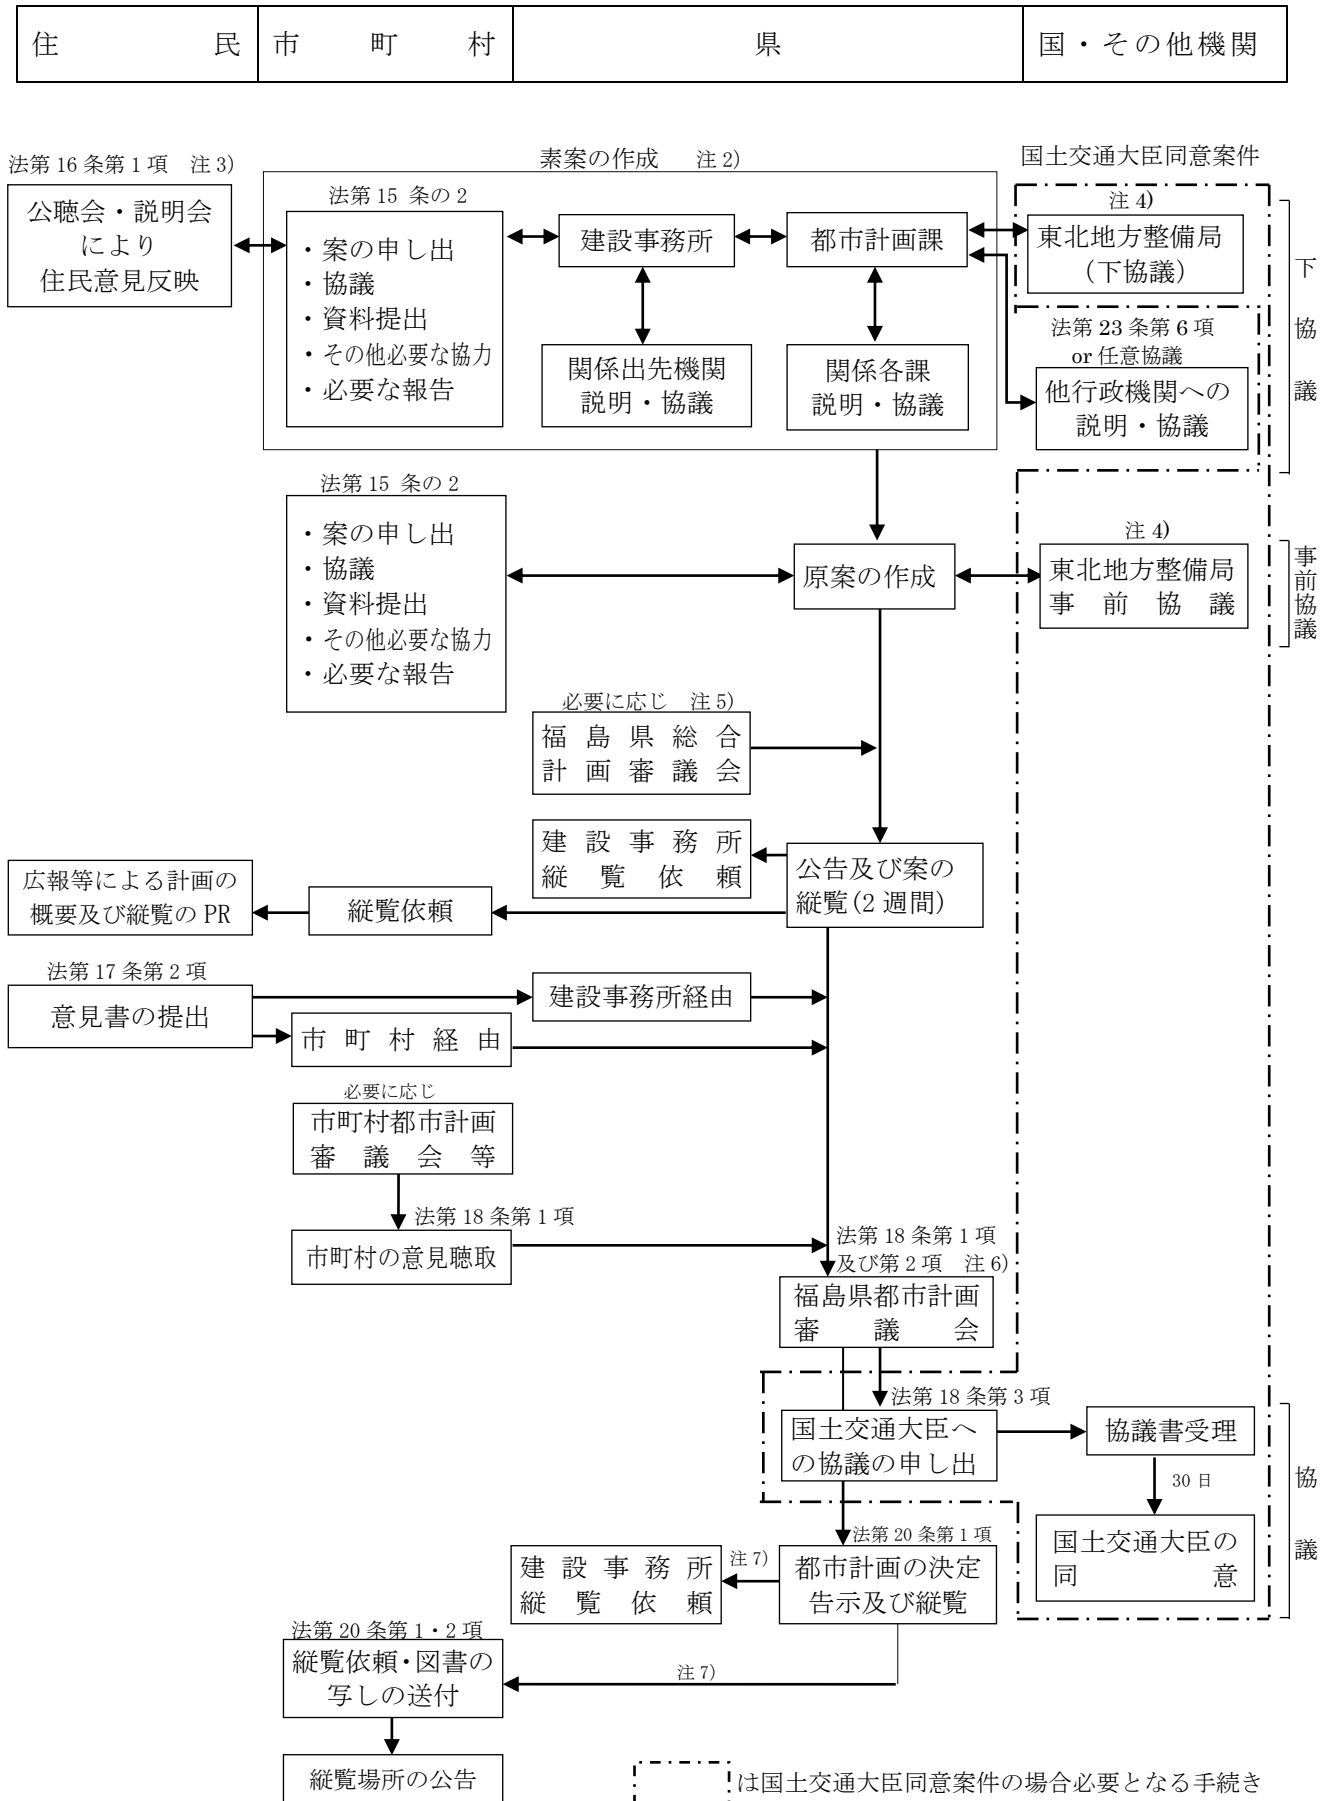 住民
市町村
県
国・その他機関
素案の作成 注2)
国土交通大臣同意案件
法第16条第1項 注3)
公聴会・説明会
により
住民意見反映
法第15 条の2
・案の申し出
・協議
・資料提出
・その他必要な協力
・必要な報告
建設事務所
都市計画課
関係出先機関
説明・協議
関係各課
説明・協議
注4)
東北地方整備局
(下協議)
法第23条第6項
or 任意協議
他行政機関への
説明・協議
下協議
法第15 条の2
・案の申し出
・協議
・資料提出
・その他必要な協力
・必要な報告
原案の作成
注4)
東北地方整備局
事前協議
事前協議
必要に応じ 注5)
福島県総合
計画審議会
建設事務所
縦覧依頼
公告及び案の
縦覧(2週間)
広報等による計画の
概要及び縦覧のPR
縦覧依頼
法第17条第2項
意見書の提出
建設事務所経由
市町村経由
必要に応じ
市町村都市計画
審議会等
法第18条第1項
市町村の意見聴取
法第18条第1項
及び第2項 注6)
福島県都市計画
審議会
法第18条第3項
国土交通大臣へ
の協議の申し出
協議書受理
30日
国土交通大臣の
同意
協議
法第20条第1項
都市計画の決定
告示及び縦覧
注7)
建設事務所
縦覧依頼
法第20条第1・2項
縦覧依頼・図書の
写しの送付
注7)
縦覧場所の公告
は国土交通大臣同意案件の場合必要となる手続き